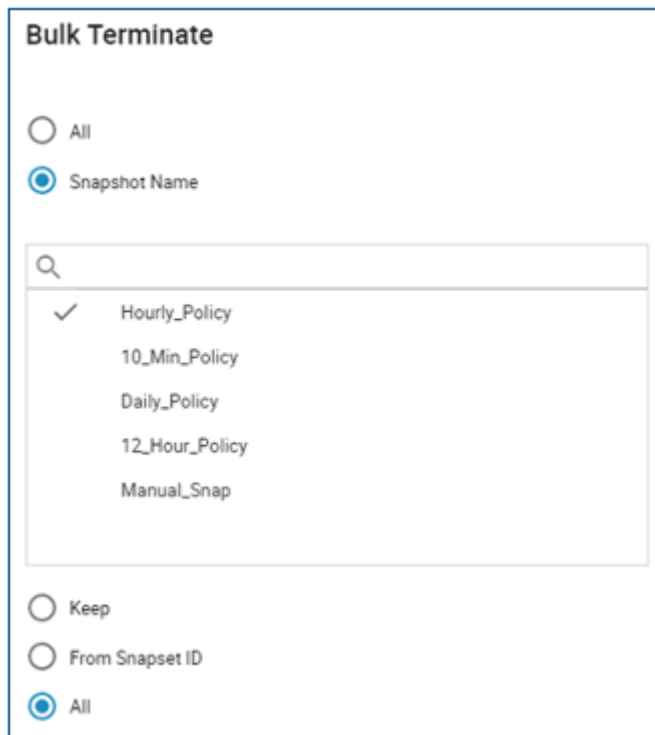 Bulk Terminate
All
Snapshot Name
Hourly_Policy
10_Min_Policy
Daily_Policy
12_Hour_Policy
Manual_Snap
Keep
From Snapset ID
All